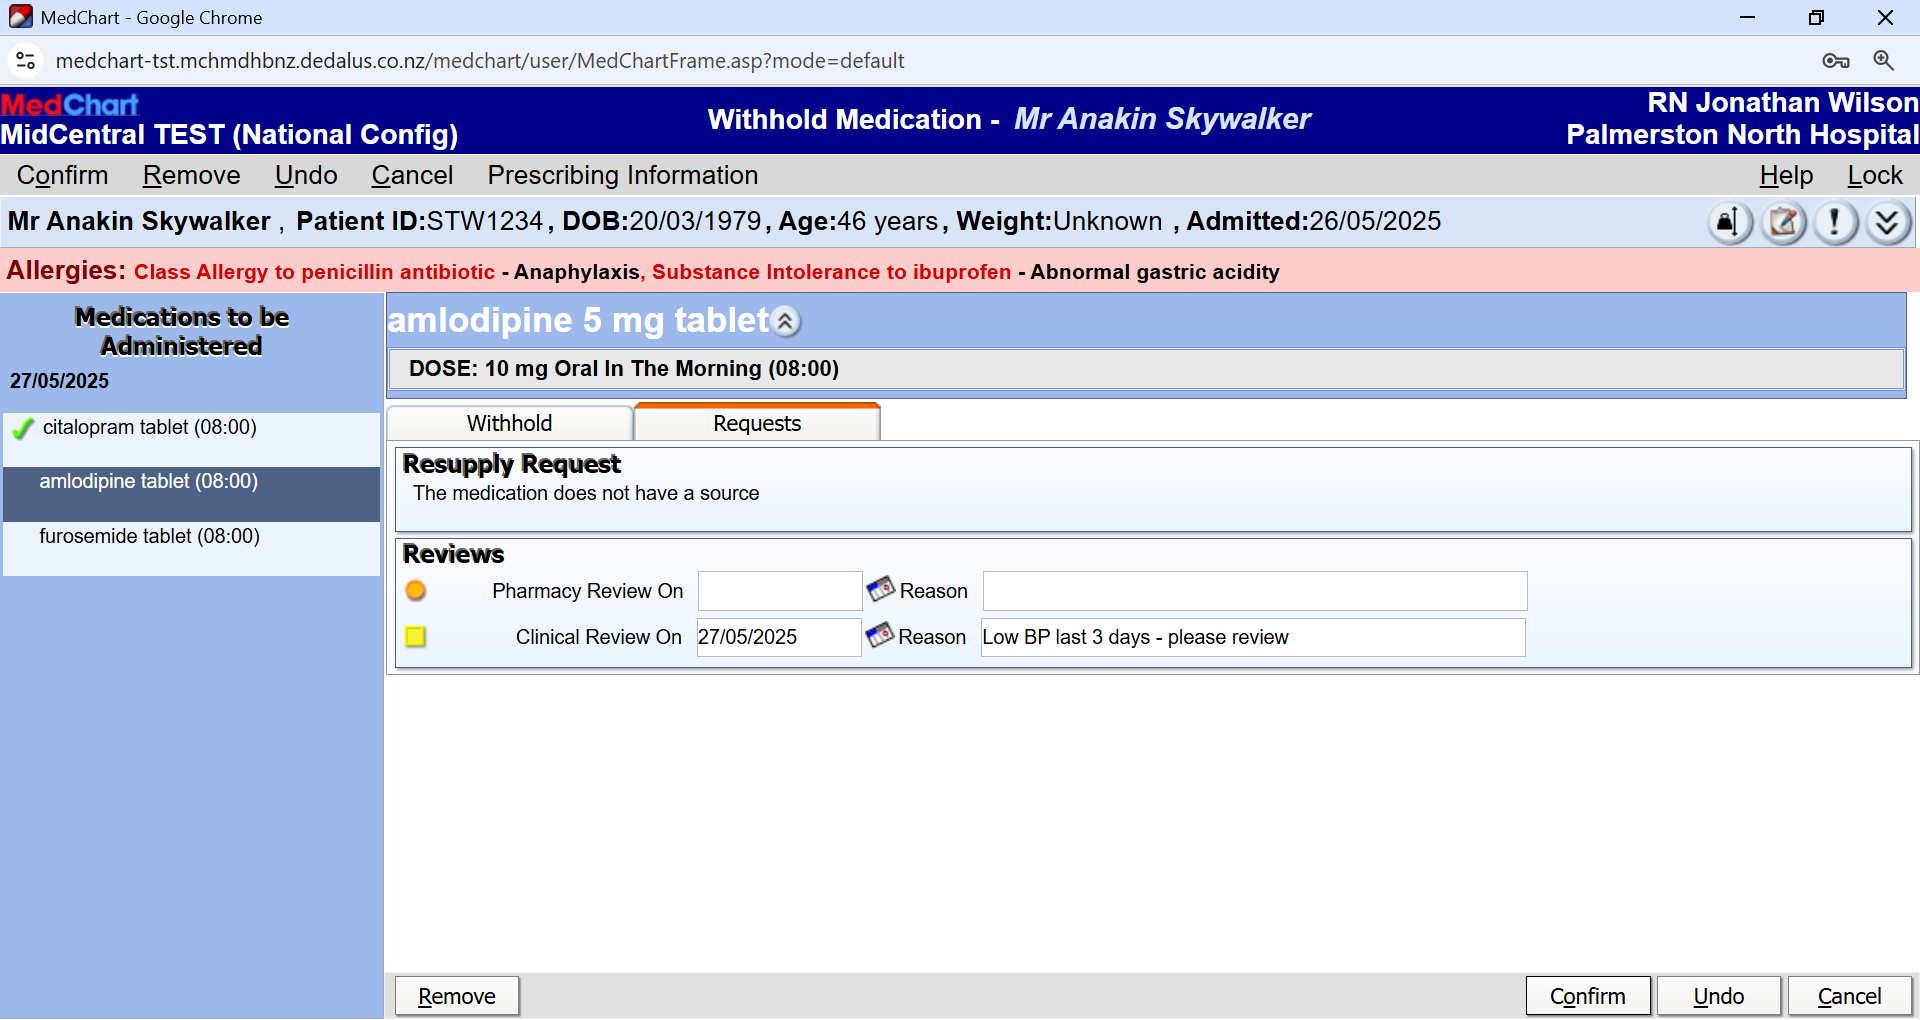 MedChart - Google Chrome
medchart-tst.mchmdhbnz.dedalus.co.nz/medchart/user/MedChartFrame.asp?mode=default
MedChart
MidCentral TEST (National Config)
Withhold Medication - Mr Anakin Skywalker
RN Jonathan Wilson
Palmerston North Hospital
Confirm Remove Undo Cancel Prescribing Information Help Lock
Mr Anakin Skywalker , Patient ID:STW1234, DOB:20/03/1979, Age:46 years, Weight:Unknown , Admitted:26/05/2025
Allergies: Class Allergy to penicillin antibiotic - Anaphylaxis, Substance Intolerance to ibuprofen - Abnormal gastric acidity
Medications to be
Administered
27/05/2025
citalopram tablet (08:00)
amlodipine tablet (08:00)
furosemide tablet (08:00)
amlodipine 5 mg tablet
DOSE: 10 mg Oral In The Morning (08:00)
Withhold Requests
Resupply Request
The medication does not have a source
Reviews
Pharmacy Review On Reason
Clinical Review On 27/05/2025 Reason Low BP last 3 days - please review
Remove Confirm Undo Cancel